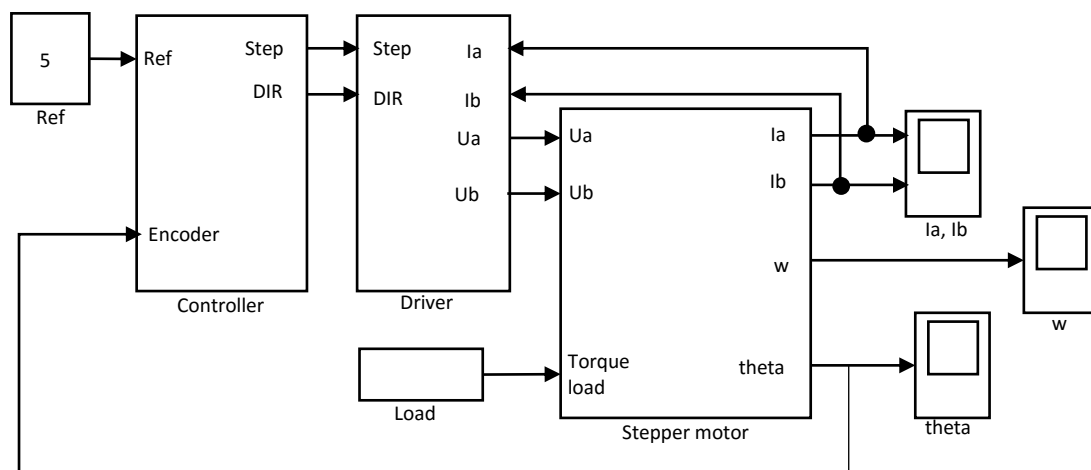 5
Ref
Ref
Encoder
Step
DIR
Controller
Step
DIR
Ia
Ib
Ua
Ub
Driver
Load
Ua
Ub
Torque
load
Ia
Ib
w
theta
Stepper motor
Ia, Ib
w
theta